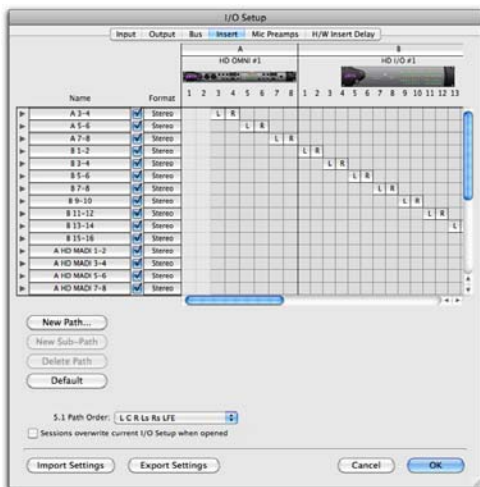 I/O Setup
Input Output Bus Insert Mic Preamps H/W Insert Delay
A B
HD OMNI #1 HD I/O #1
Name Format 1 2 3 4 5 6 7 8 1 2 3 4 5 6 7 8 9 10 11 12 13
A 3-4 Stereo L R
A 5-6 Stereo L R
A 7-8 Stereo L R
B 1-2 Stereo L R
B 3-4 Stereo L R
B 5-6 Stereo L R
B 7-8 Stereo L R
B 9-10 Stereo L R
B 11-12 Stereo L R
B 13-14 Stereo L
B 15-16 Stereo
A HD MADI 1-2 Stereo
A HD MADI 3-4 Stereo
A HD MADI 5-6 Stereo
A HD MADI 7-8 Stereo
New Path...
New Sub-Path
Delete Path
Default
5.1 Path Order: L C R Ls Rs LFE
Sessions overwrite current I/O Setup when opened
Import Settings Export Settings Cancel OK